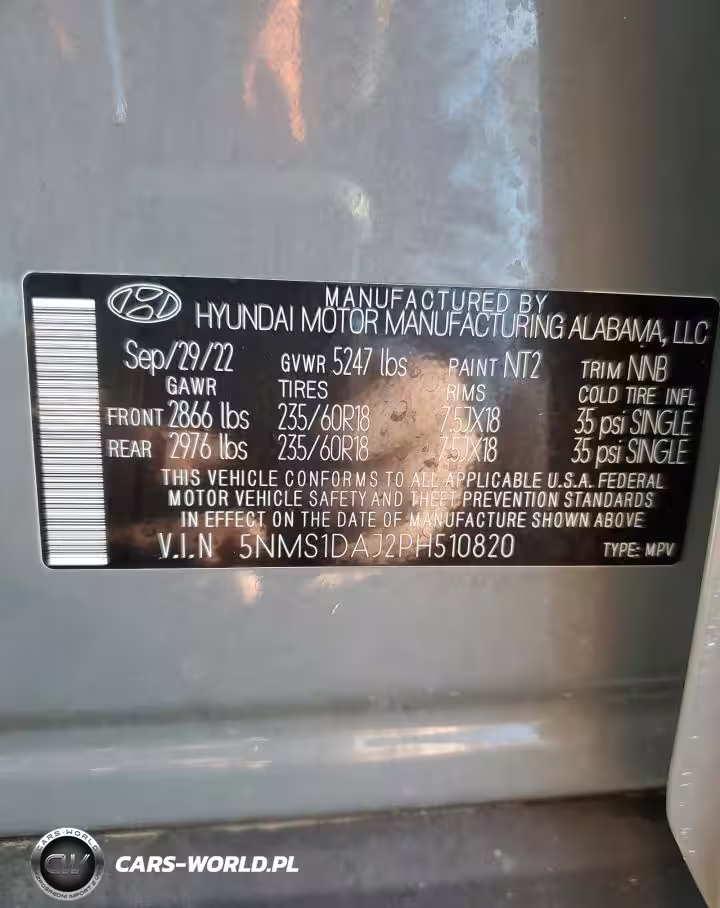 MANUFACTURED BY
HYUNDAI MOTOR MANUFACTURING ALABAMA, LLC
Sep/29/22 GVWR 5247 lbs PAINT NT2 TRIM NNB
GAWR TIRES RIMS COLD TIRE INFL
FRONT 2866 lbs 235/60R18 7.5JX18 35 psi SINGLE
REAR 2976 lbs 235/60R18 7.5JX18 35 psi SINGLE
THIS VEHICLE CONFORMS TO ALL APPLICABLE U.S.A. FEDERAL
MOTOR VEHICLE SAFETY AND THEFT PREVENTION STANDARDS
IN EFFECT ON THE DATE OF MANUFACTURE SHOWN ABOVE
V.I.N 5NMS1DAJ2PH510820 TYPE: MPV
CARS-WORLD
CW
CARS-WORLD.PL